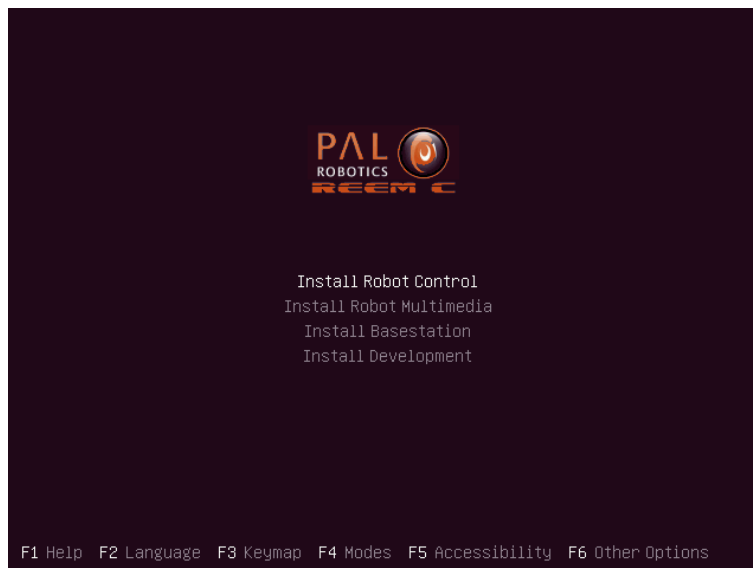 PAL
ROBOTICS
REEM C
Install Robot Control
Install Robot Multimedia
Install Basestation
Install Development
F1 Help F2 Language F3 Keymap F4 Modes F5 Accessibility F6 Other Options